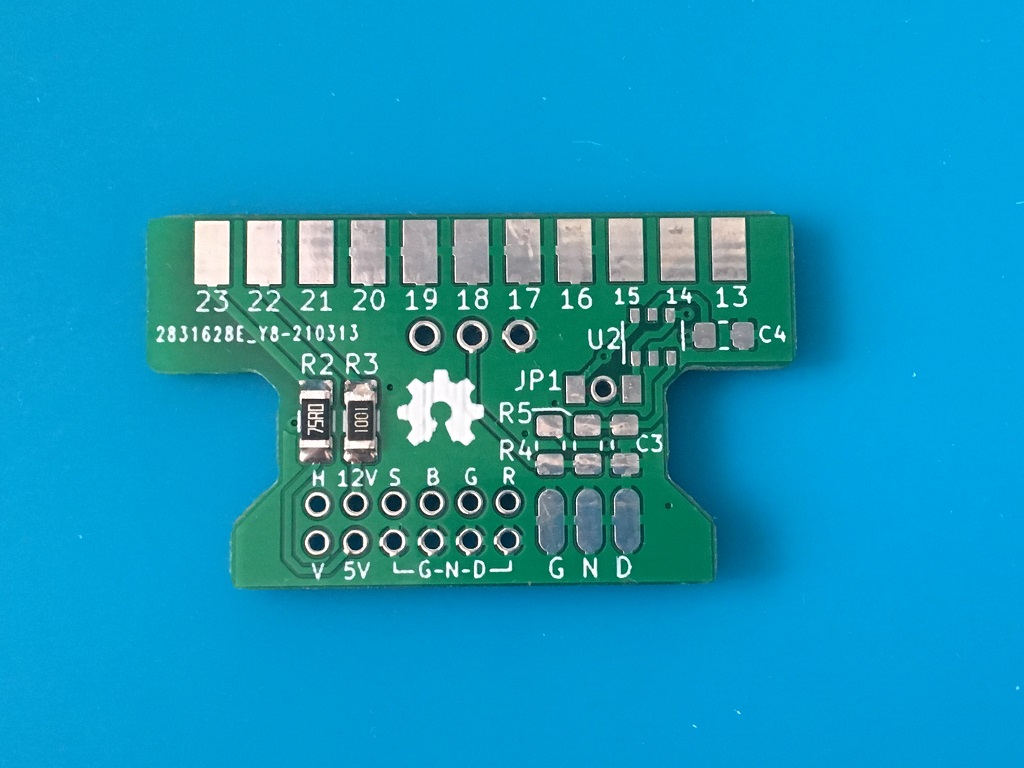 23 22 21 20 19 18 17 16 15 14 13
2831628E_Y8-210313
U2 C4
R2 R3 JP1
75R0 1001
R5
R4 C3
H 12V S B G R
V 5V G-N-D G N D